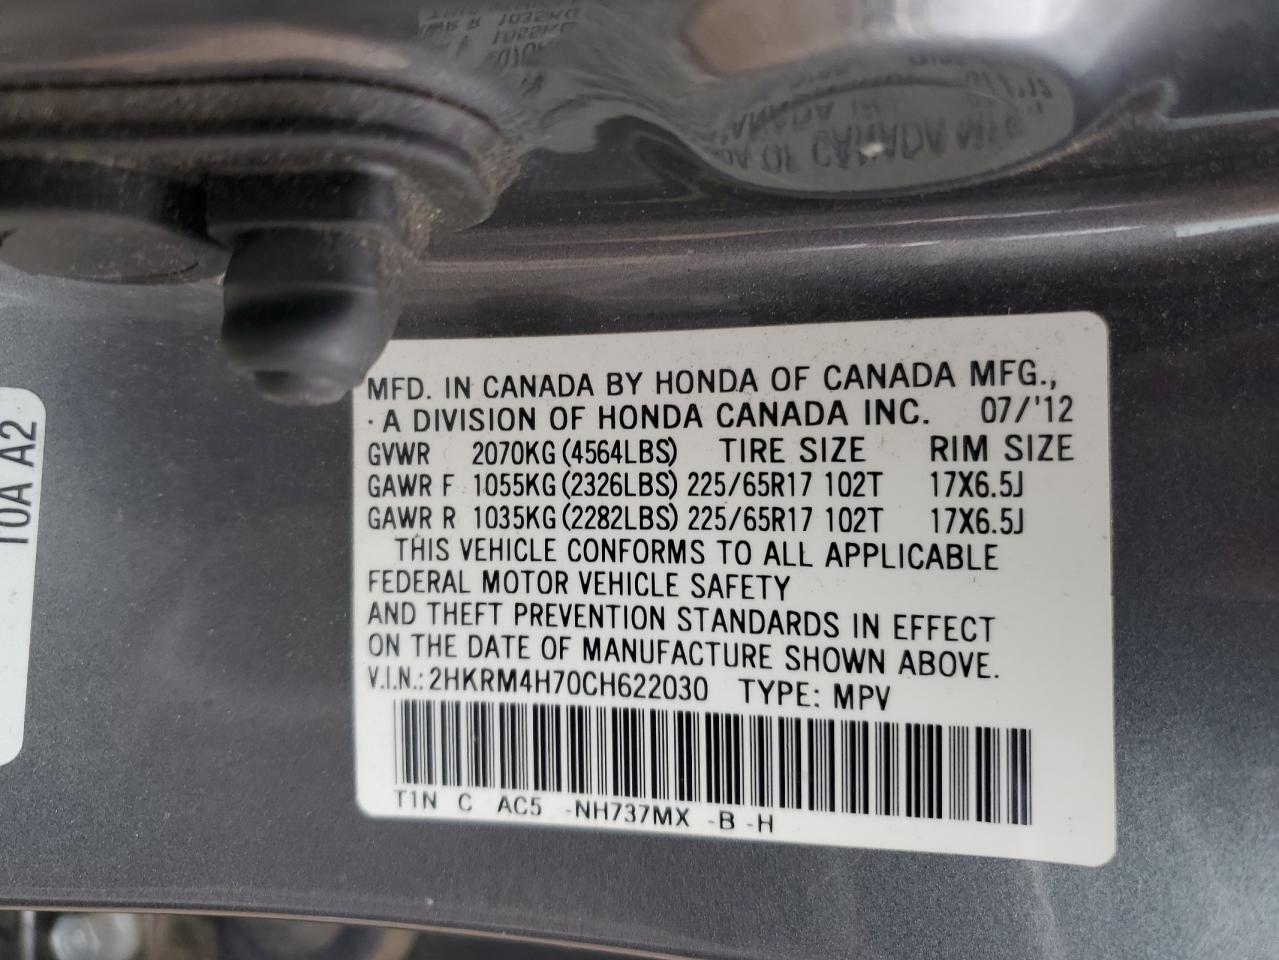 MFD. IN CANADA BY HONDA OF CANADA MFG.,
· A DIVISION OF HONDA CANADA INC. 07/'12
GVWR 2070KG (4564LBS) TIRE SIZE RIM SIZE
GAWR F 1055KG (2326LBS) 225/65R17 102T 17X6.5J
GAWR R 1035KG (2282LBS) 225/65R17 102T 17X6.5J
THIS VEHICLE CONFORMS TO ALL APPLICABLE
FEDERAL MOTOR VEHICLE SAFETY
AND THEFT PREVENTION STANDARDS IN EFFECT
ON THE DATE OF MANUFACTURE SHOWN ABOVE.
V.I.N.: 2HKRM4H70CH622030 TYPE: MPV
T1N C AC5 -NH737MX -B -H
T0A A2